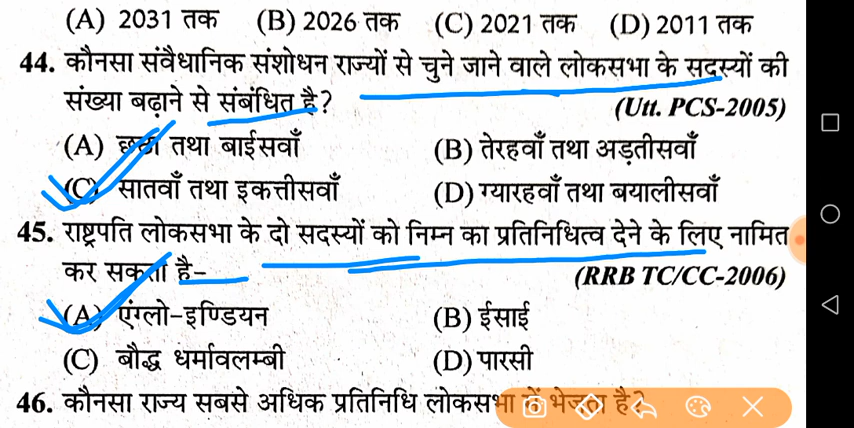 (A) 2031 तक (B) 2026 तक (C) 2021 तक (D) 2011 तक
44. कौनसा संवैधानिक संशोधन राज्यों से चुने जाने वाले लोकसभा के सदस्यों की
संख्या बढ़ाने से संबंधित है? (Utt. PCS-2005)
(A) छठा तथा बाईसवाँ (B) तेरहवाँ तथा अड़तीसवाँ
(C) सातवाँ तथा इकत्तीसवाँ (D) ग्यारहवाँ तथा बयालीसवाँ
45. राष्ट्रपति लोकसभा के दो सदस्यों को निम्न का प्रतिनिधित्व देने के लिए नामित
कर सकता है- (RRB TC/CC-2006)
(A) एंग्लो-इण्डियन (B) ईसाई
(C) बौद्ध धर्मावलम्बी (D) पारसी
46. कौनसा राज्य सबसे अधिक प्रतिनिधि लोकसभा में भेजता है?